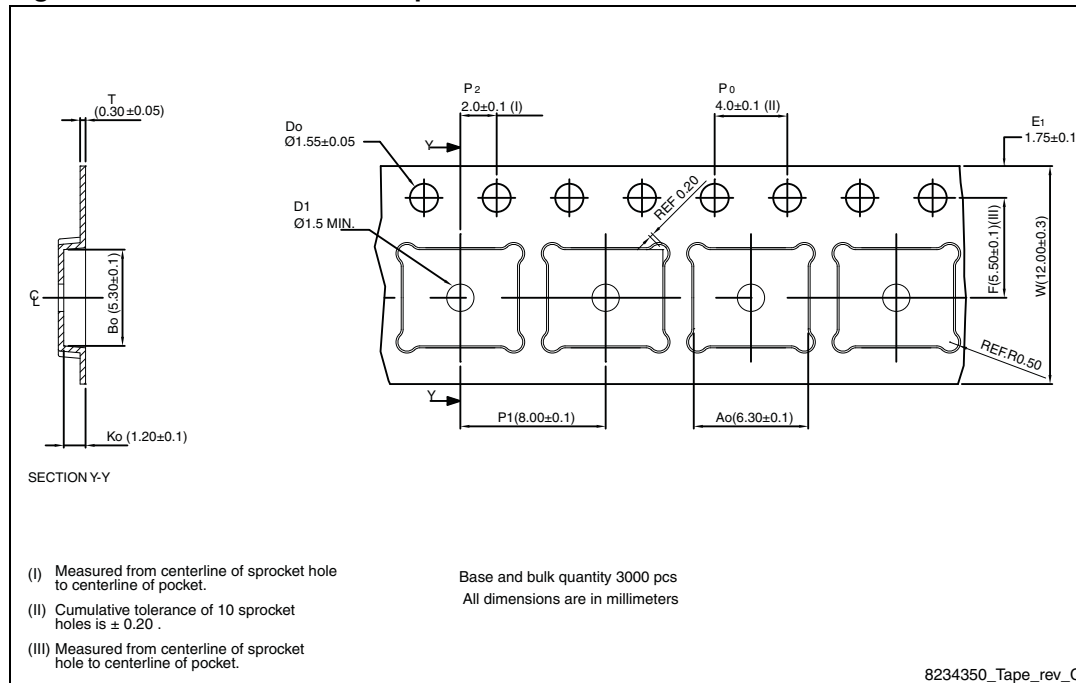 T
(0.30 ±0.05)
P2
2.0±0.1 (I)
P0
4.0±0.1 (II)
Do
Ø1.55±0.05
E1
1.75±0.1
Y
REF 0.20
D1
Ø1.5 MIN.
F(5.50±0.1)(III)
W(12.00±0.3)
Bo (5.30±0.1)
℄
REF.R0.50
Y
P1(8.00±0.1)
Ao(6.30±0.1)
Ko (1.20±0.1)
SECTION Y-Y
(I) Measured from centerline of sprocket hole
to centerline of pocket.
(II) Cumulative tolerance of 10 sprocket
holes is ± 0.20 .
(III) Measured from centerline of sprocket
hole to centerline of pocket.
Base and bulk quantity 3000 pcs
All dimensions are in millimeters
8234350_Tape_rev_C